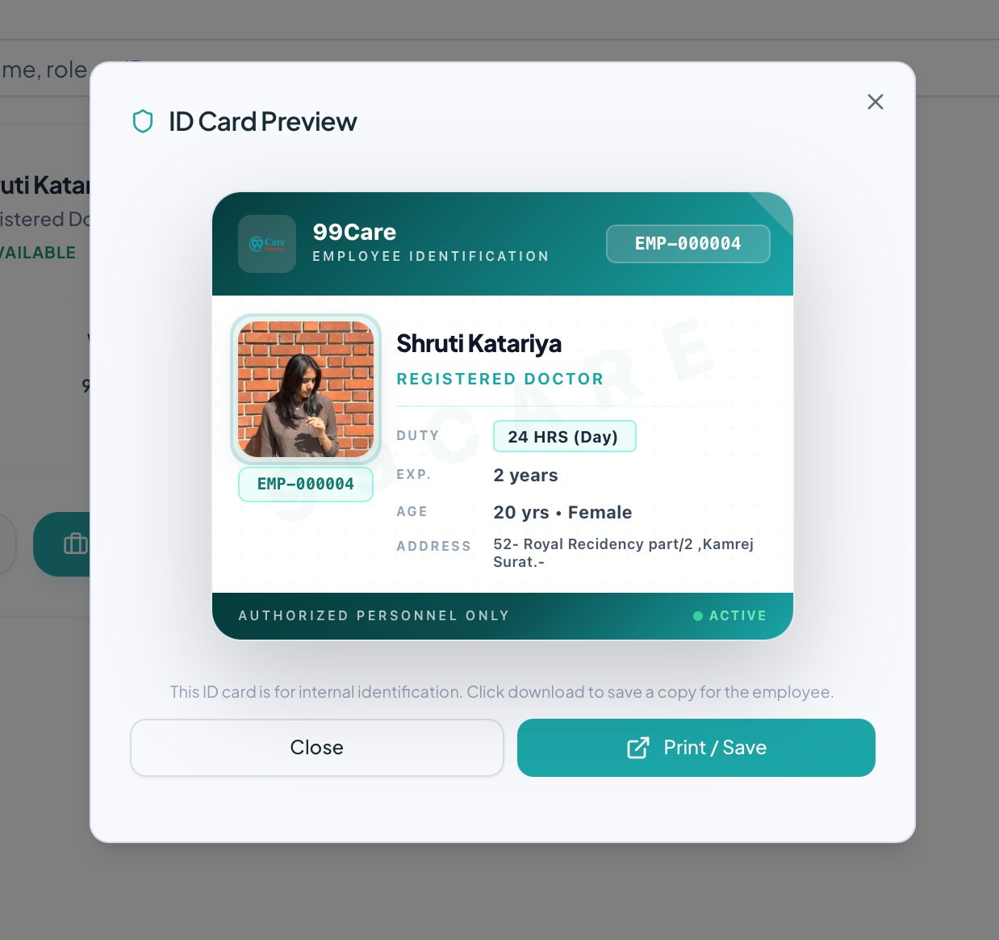 me, role
ID Card Preview
uti Katar
istered Do
VAILABLE
99Care
EMPLOYEE IDENTIFICATION
EMP-000004
99 Care
Shruti Katariya
REGISTERED DOCTOR
DUTY
24 HRS (Day)
EXP.
2 years
EMP-000004
AGE
20 yrs • Female
ADDRESS
52- Royal Recidency part/2 ,Kamrej
Surat.-
99CARE
AUTHORIZED PERSONNEL ONLY
ACTIVE
This ID card is for internal identification. Click download to save a copy for the employee.
Close
Print / Save